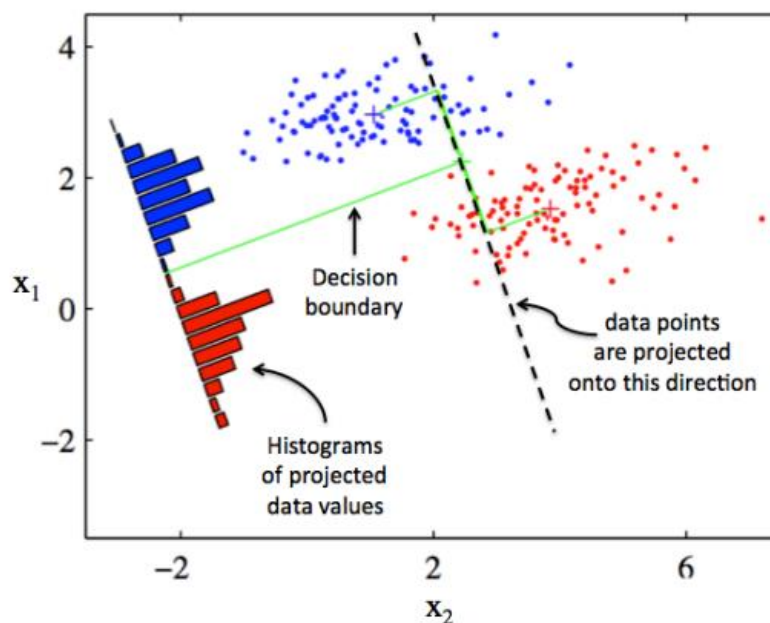 4
2
x1
0
−2
Decision
boundary
data points
are projected
onto this direction
Histograms
of projected
data values
−2
2
6
x2